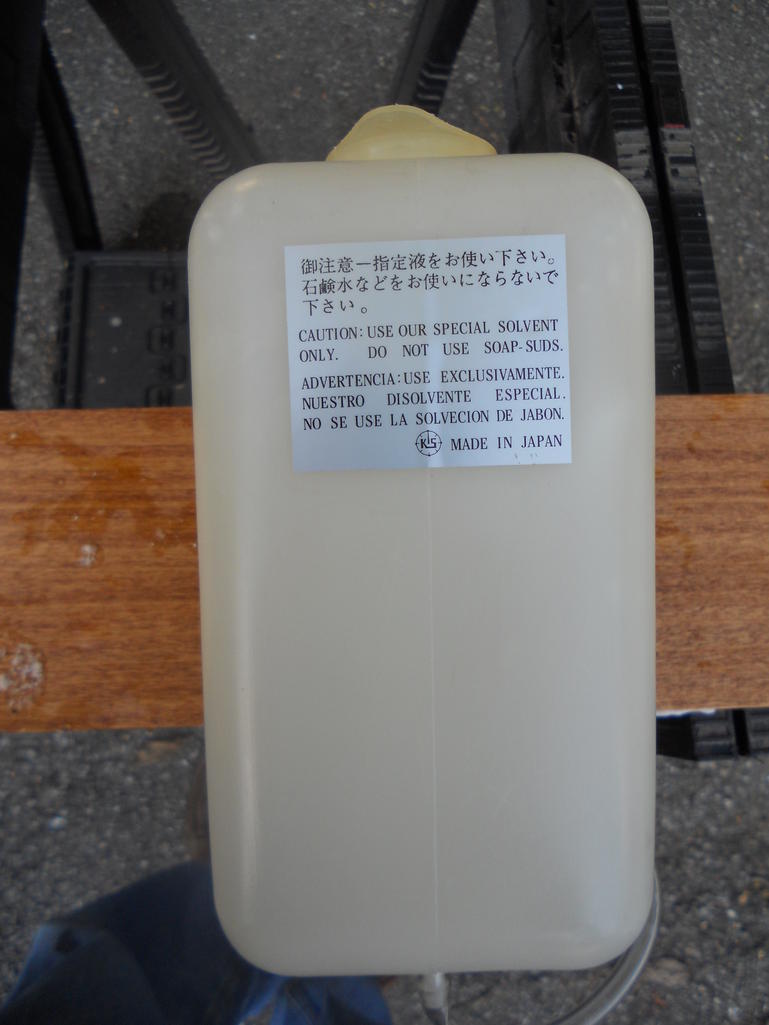 御注意ー指定液をお使い下さい。
石鹸水などをお使いにならないで
下さい。
CAUTION: USE OUR SPECIAL SOLVENT
ONLY. DO NOT USE SOAP-SUDS.
ADVERTENCIA: USE EXCLUSIVAMENTE.
NUESTRO DISOLVENTE ESPECIAL.
NO SE USE LA SOLVECION DE JABON.
KS MADE IN JAPAN